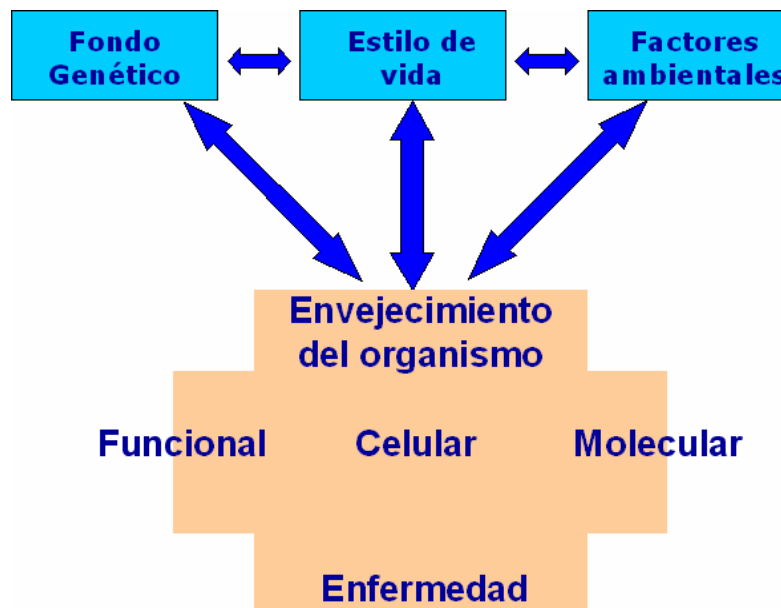 Fondo
Genético
Estilo de
vida
Factores
ambientales
Envejecimiento
del organismo
Funcional
Celular
Molecular
Enfermedad